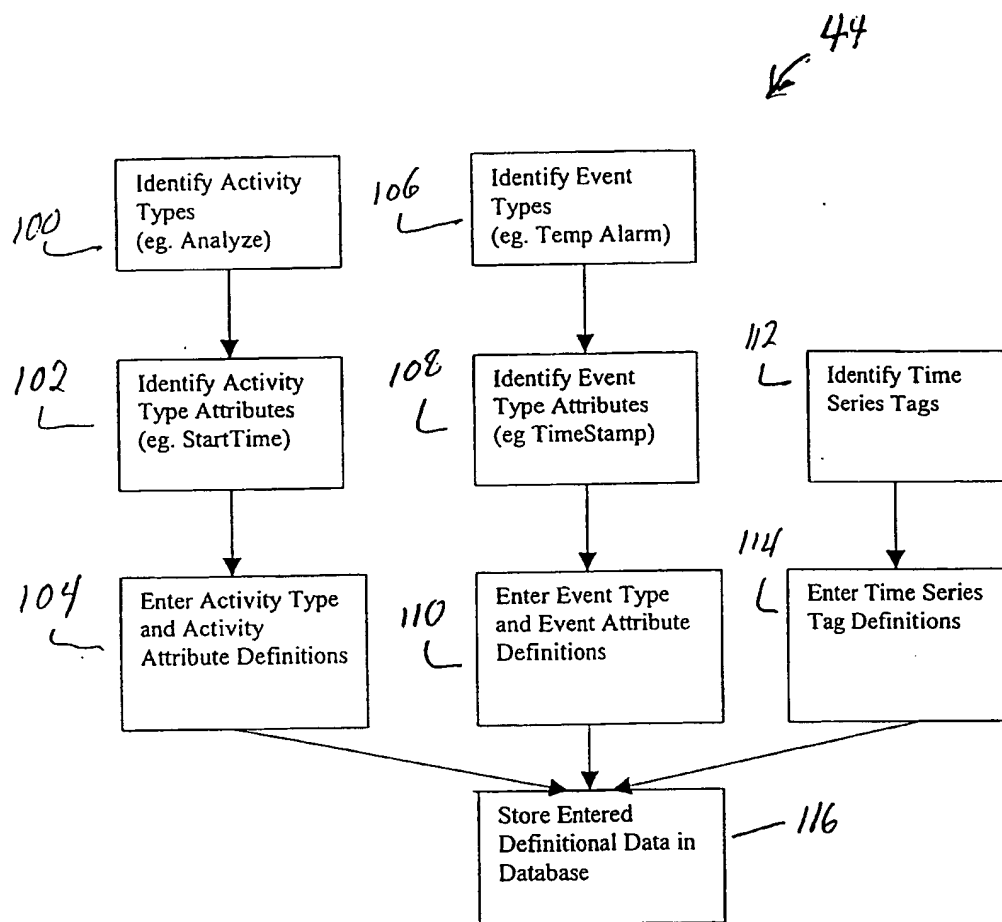 44
100
Identify Activity
Types
(eg. Analyze)
106
Identify Event
Types
(eg. Temp Alarm)
102
Identify Activity
Type Attributes
(eg. StartTime)
108
Identify Event
Type Attributes
(eg TimeStamp)
112
Identify Time
Series Tags
104
Enter Activity Type
and Activity
Attribute Definitions
110
Enter Event Type
and Event Attribute
Definitions
114
Enter Time Series
Tag Definitions
Store Entered
Definitional Data in
Database
116